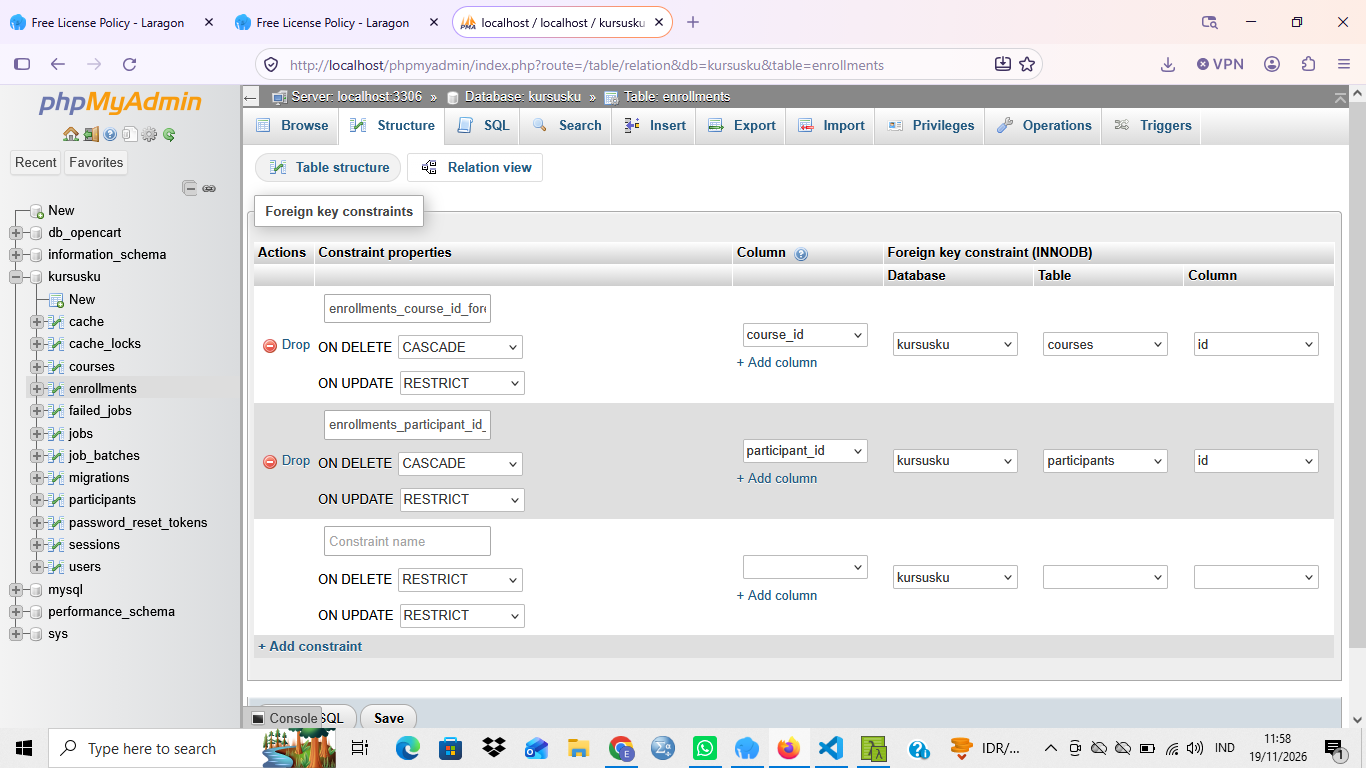 Free License Policy - Laragon
Free License Policy - Laragon
localhost / localhost / kursusku
http://localhost/phpmyadmin/index.php?route=/table/relation&db=kursusku&table=enrollments
VPN
phpMyAdmin
Recent
Favorites
New
db_opencart
information_schema
kursusku
New
cache
cache_locks
courses
enrollments
failed_jobs
jobs
job_batches
migrations
participants
password_reset_tokens
sessions
users
mysql
performance_schema
sys
Server: localhost:3306 » Database: kursusku » Table: enrollments
Browse
Structure
SQL
Search
Insert
Export
Import
Privileges
Operations
Triggers
Table structure
Relation view
Foreign key constraints
Actions
Constraint properties
Column
Foreign key constraint (INNODB)
Database
Table
Column
enrollments_course_id_fore
Drop
ON DELETE CASCADE
ON UPDATE RESTRICT
course_id
+ Add column
kursusku
courses
id
enrollments_participant_id_
Drop
ON DELETE CASCADE
ON UPDATE RESTRICT
participant_id
+ Add column
kursusku
participants
id
Constraint name
ON DELETE RESTRICT
ON UPDATE RESTRICT
+ Add column
kursusku
+ Add constraint
Console
SQL
Save
Type here to search
IDR/...
IND
11:58
19/11/2026
1